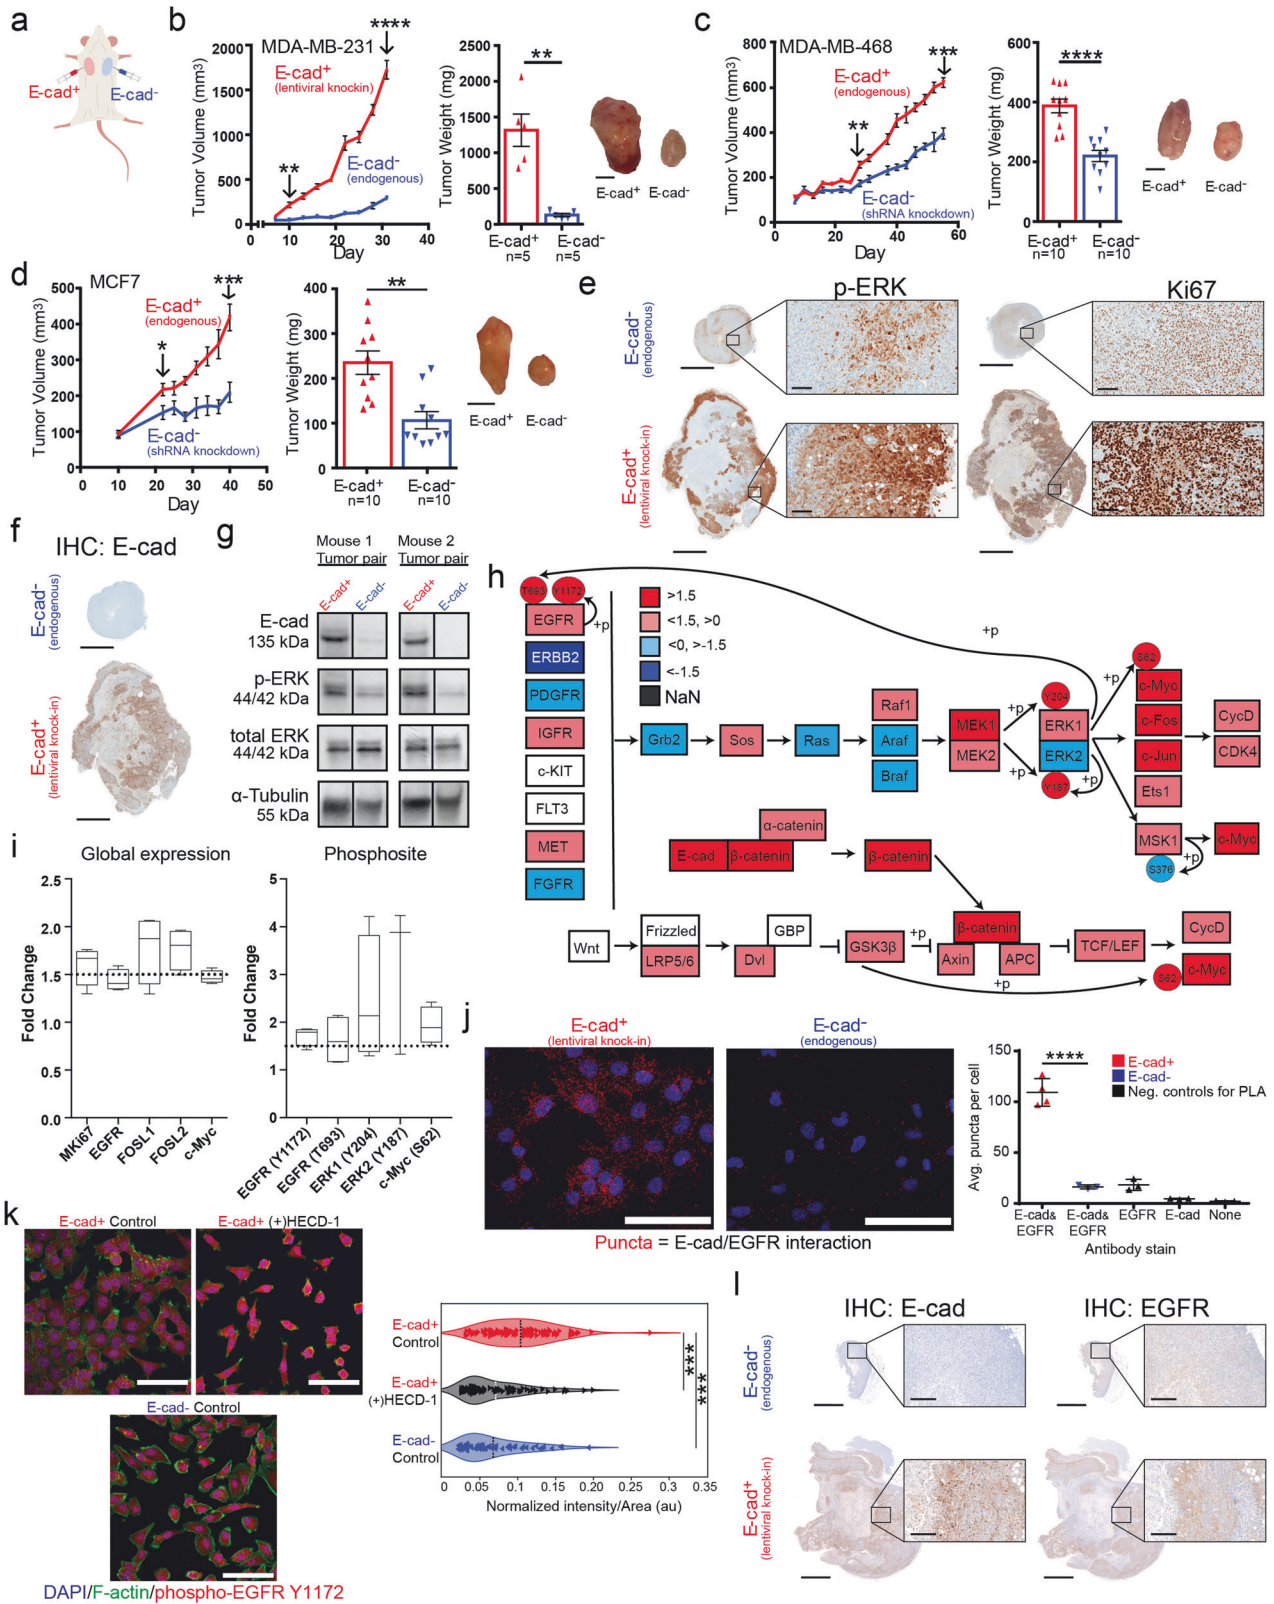 a
E-cad+
E-cad-
b
MDA-MB-231
****
E-cad+
(lentiviral knockin)
**
E-cad-
(endogenous)
Tumor Volume (mm3)
2000
1500
1000
500
0
0 10 20 30 40
Day
Tumor Weight (mg)
2500
2000
1500
1000
500
0
**
E-cad+ E-cad-
n=5 n=5
E-cad+ E-cad-
c
MDA-MB-468
***
E-cad+
(endogenous)
**
E-cad-
(shRNA knockdown)
Tumor Volume (mm3)
800
600
400
200
0
0 20 40 60
Day
Tumor Weight (mg)
600
400
200
0
****
E-cad+ E-cad-
n=10 n=10
E-cad+ E-cad-
d
MCF7
***
E-cad+
(endogenous)
*
E-cad-
(shRNA knockdown)
Tumor Volume (mm3)
500
400
300
200
100
0
0 10 20 30 40 50
Day
Tumor Weight (mg)
400
300
200
100
0
**
E-cad+ E-cad-
n=10 n=10
E-cad+ E-cad-
e
p-ERK
Ki67
E-cad-
(endogenous)
E-cad+
(lentiviral knock-in)
f
IHC: E-cad
E-cad-
(endogenous)
E-cad+
(lentiviral knock-in)
g
Mouse 1 Mouse 2
Tumor pair Tumor pair
E-cad+ E-cad- E-cad+ E-cad-
E-cad
135 kDa
p-ERK
44/42 kDa
total ERK
44/42 kDa
α-Tubulin
55 kDa
h
T693 Y1172
EGFR
+p
ERBB2
PDGFR
IGFR
c-KIT
FLT3
MET
FGFR
>1.5
<1.5, >0
<0, >-1.5
<-1.5
NaN
+p
Grb2
Sos
Ras
Raf1
Araf
Braf
MEK1
MEK2
+p
+p
Y204
ERK1
ERK2
Y187
+p
+p
S62
c-Myc
c-Fos
c-Jun
Ets1
CycD
CDK4
MSK1
+p
S376
c-Myc
α-catenin
E-cad
β-catenin
β-catenin
Wnt
Frizzled
LRP5/6
Dvl
GBP
GSK3β
+p
β-catenin
Axin
APC
TCF/LEF
CycD
+p
S62
c-Myc
i
Global expression
Fold Change
2.5
2.0
1.5
1.0
0.5
0.0
MKi67
EGFR
FOSL1
FOSL2
c-Myc
Phosphosite
Fold Change
5
4
3
2
1
0
EGFR (Y1172)
EGFR (T693)
ERK1 (Y204)
ERK2 (Y187)
c-Myc (S62)
j
E-cad+
(lentiviral knock-in)
E-cad-
(endogenous)
Puncta = E-cad/EGFR interaction
Avg. puncta per cell
150
100
50
0
****
E-cad+
E-cad-
Neg. controls for PLA
E-cad& E-cad& EGFR E-cad None
EGFR EGFR
Antibody stain
k
E-cad+ Control
E-cad+ (+)HECD-1
E-cad- Control
DAPI/F-actin/phospho-EGFR Y1172
E-cad+
Control
E-cad+
(+)HECD-1
E-cad-
Control
***
***
0 0.05 0.1 0.15 0.2 0.25 0.3 0.35
Normalized intensity/Area (au)
l
IHC: E-cad
IHC: EGFR
E-cad-
(endogenous)
E-cad+
(lentiviral knock-in)